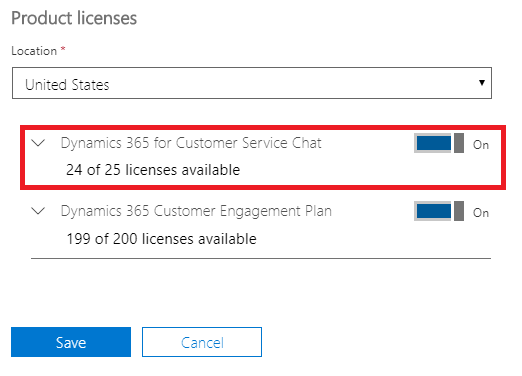 Product licenses
Location *
United States
Dynamics 365 for Customer Service Chat
On
24 of 25 licenses available
Dynamics 365 Customer Engagement Plan
On
199 of 200 licenses available
Save
Cancel